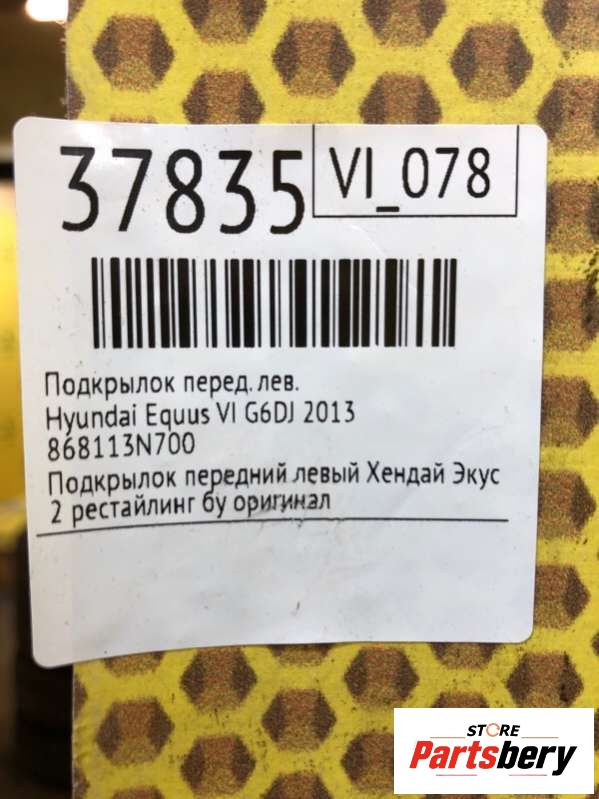 37835 VI_078
Подкрылок перед. лев.
Hyundai Equus VI G6DJ 2013
868113N700
Подкрылок передний левый Хендай Экус
2 рестайлинг бу оригинал
STORE
Partsbery